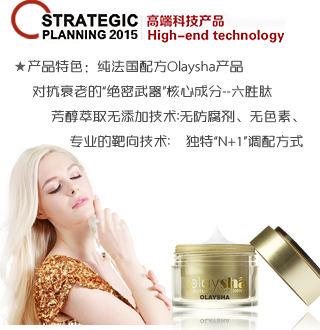 STRATEGIC 高端科技产品
PLANNING 2015 High-end technology
★产品特色：纯法国配方Olaysha产品
对抗衰老的“绝密武器”核心成分--六胜肽
芳醇萃取无添加技术:无防腐剂、无色素、
专业的靶向技术： 独特“N+1”调配方式
olaysha
OLAYSHA